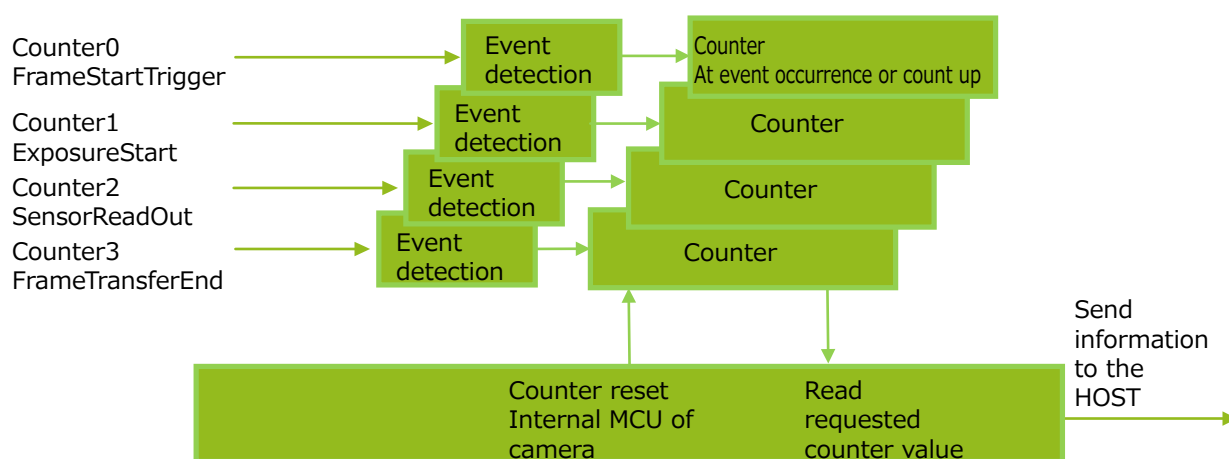 Counter0
FrameStartTrigger
Event
detection
Counter
At event occurrence or count up
Counter1
ExposureStart
Event
detection
Counter
Counter2
SensorReadOut
Event
detection
Counter
Counter3
FrameTransferEnd
Event
detection
Counter
Send
information
to the
HOST
Counter reset
Internal MCU of
camera
Read
requested
counter value